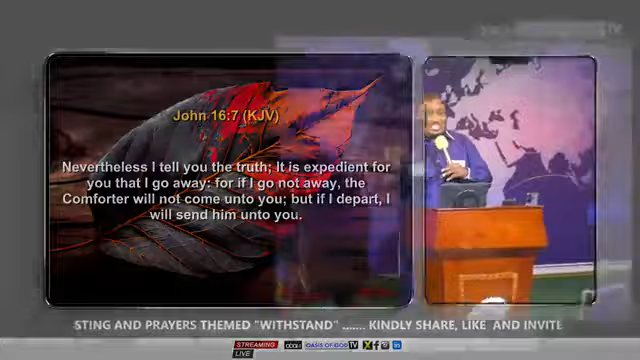 John 16:7 (KJV)
Nevertheless I tell you the truth; It is expedient for
you that I go away: for if I go not away, the
Comforter will not come unto you; but if I depart, I
will send him unto you.
STING AND PRAYERS THEMED "WITHSTAND" ....... KINDLY SHARE, LIKE AND INVITE
STREAMING
LIVE
OASIS OF GOD TV